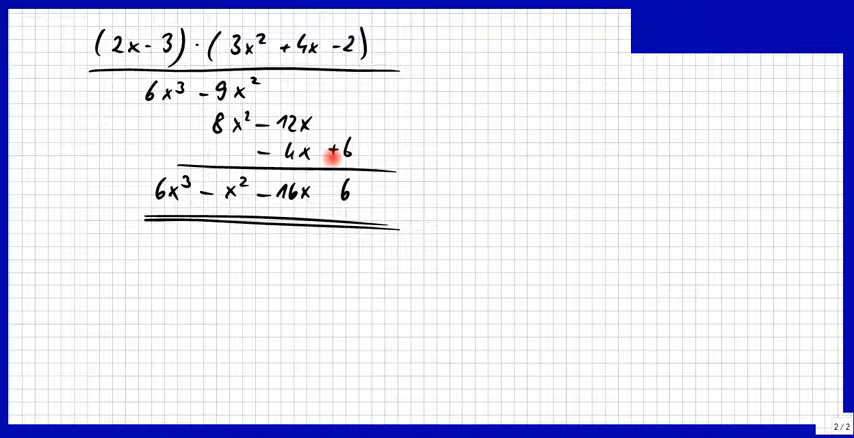 (2x - 3) · (3x² + 4x - 2)
6x³ - 9x²
8x² - 12x
- 4x + 6
6x³ - x² - 16x 6
2 / 2